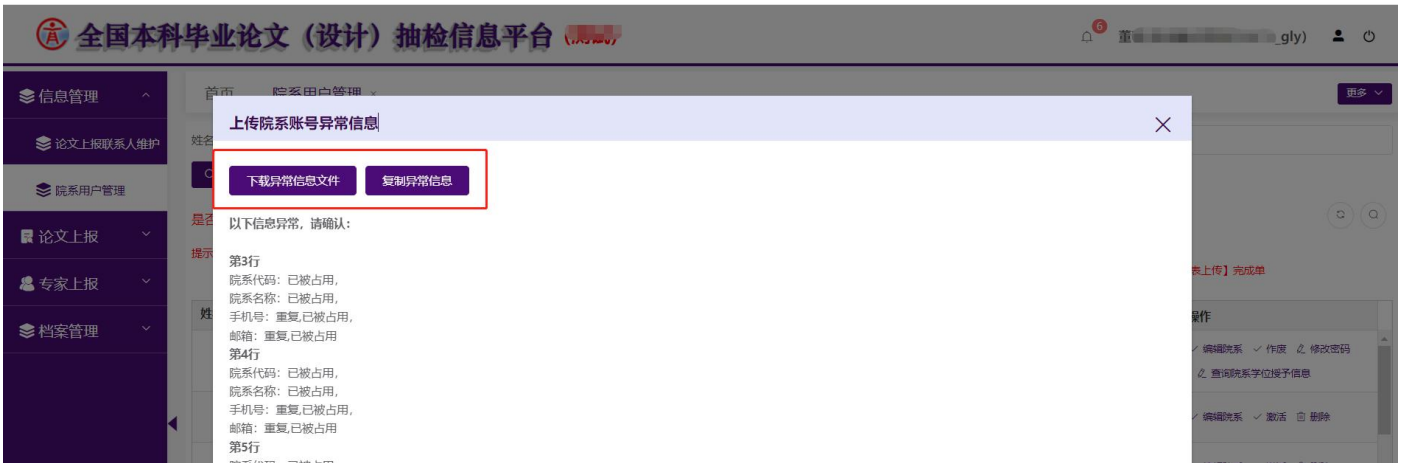 全国本科毕业论文（设计）抽检信息平台
6
董 _gly)
信息管理
首页 院系用户管理 ×
更多
上传院系账号异常信息
论文上报联系人维护
姓名
下载异常信息文件 复制异常信息
院系用户管理
是否
以下信息异常，请确认：
论文上报
提示
第3行
表上传】完成单
院系代码：已被占用，
专家上报
院系名称：已被占用，
姓
手机号：重复,已被占用，
操作
档案管理
邮箱：重复,已被占用
第4行
编辑院系 作废 修改密码
院系代码：已被占用，
查询院系学位授予信息
院系名称：已被占用，
手机号：重复,已被占用，
编辑院系 激活 删除
邮箱：重复,已被占用
第5行